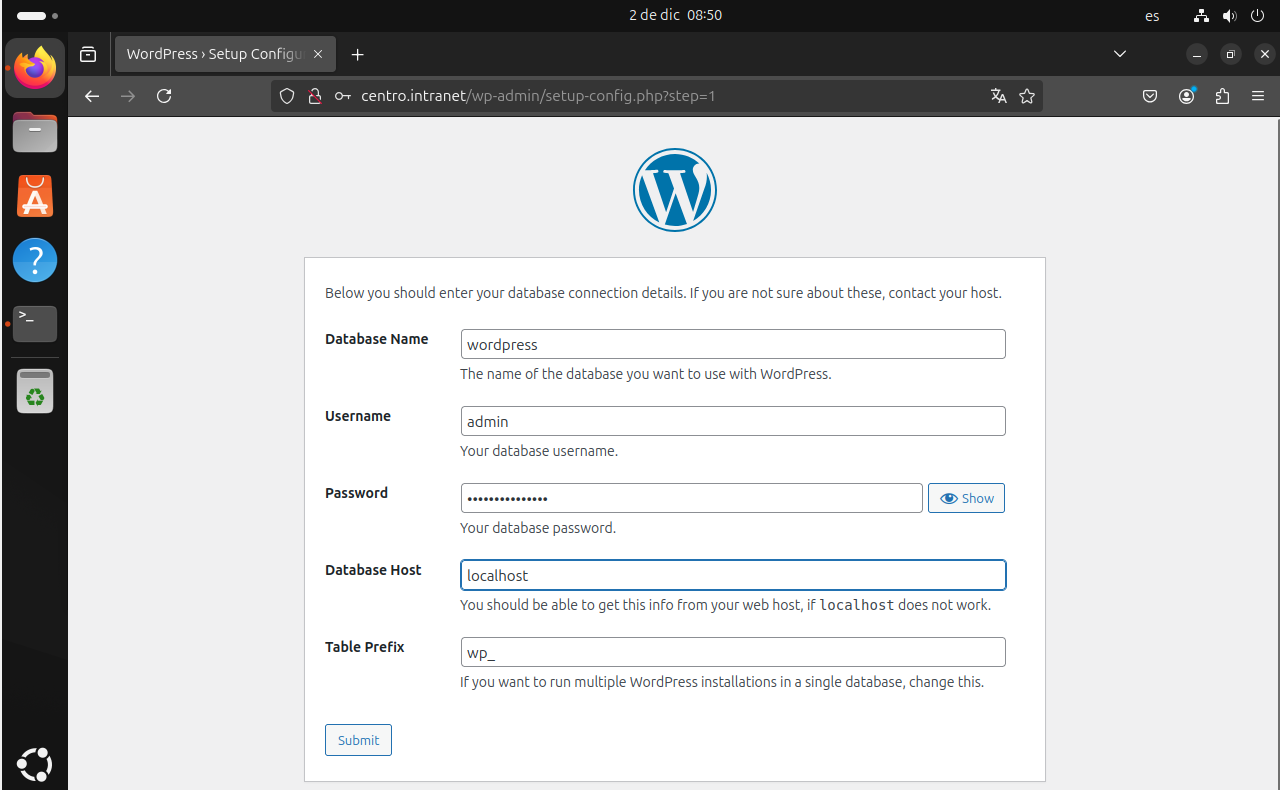 2 de dic 08:50
es
WordPress › Setup Configu
centro.intranet/wp-admin/setup-config.php?step=1
Below you should enter your database connection details. If you are not sure about these, contact your host.
Database Name
wordpress
The name of the database you want to use with WordPress.
Username
admin
Your database username.
Password
•••••••••••••••
Show
Your database password.
Database Host
localhost
You should be able to get this info from your web host, if localhost does not work.
Table Prefix
wp_
If you want to run multiple WordPress installations in a single database, change this.
Submit